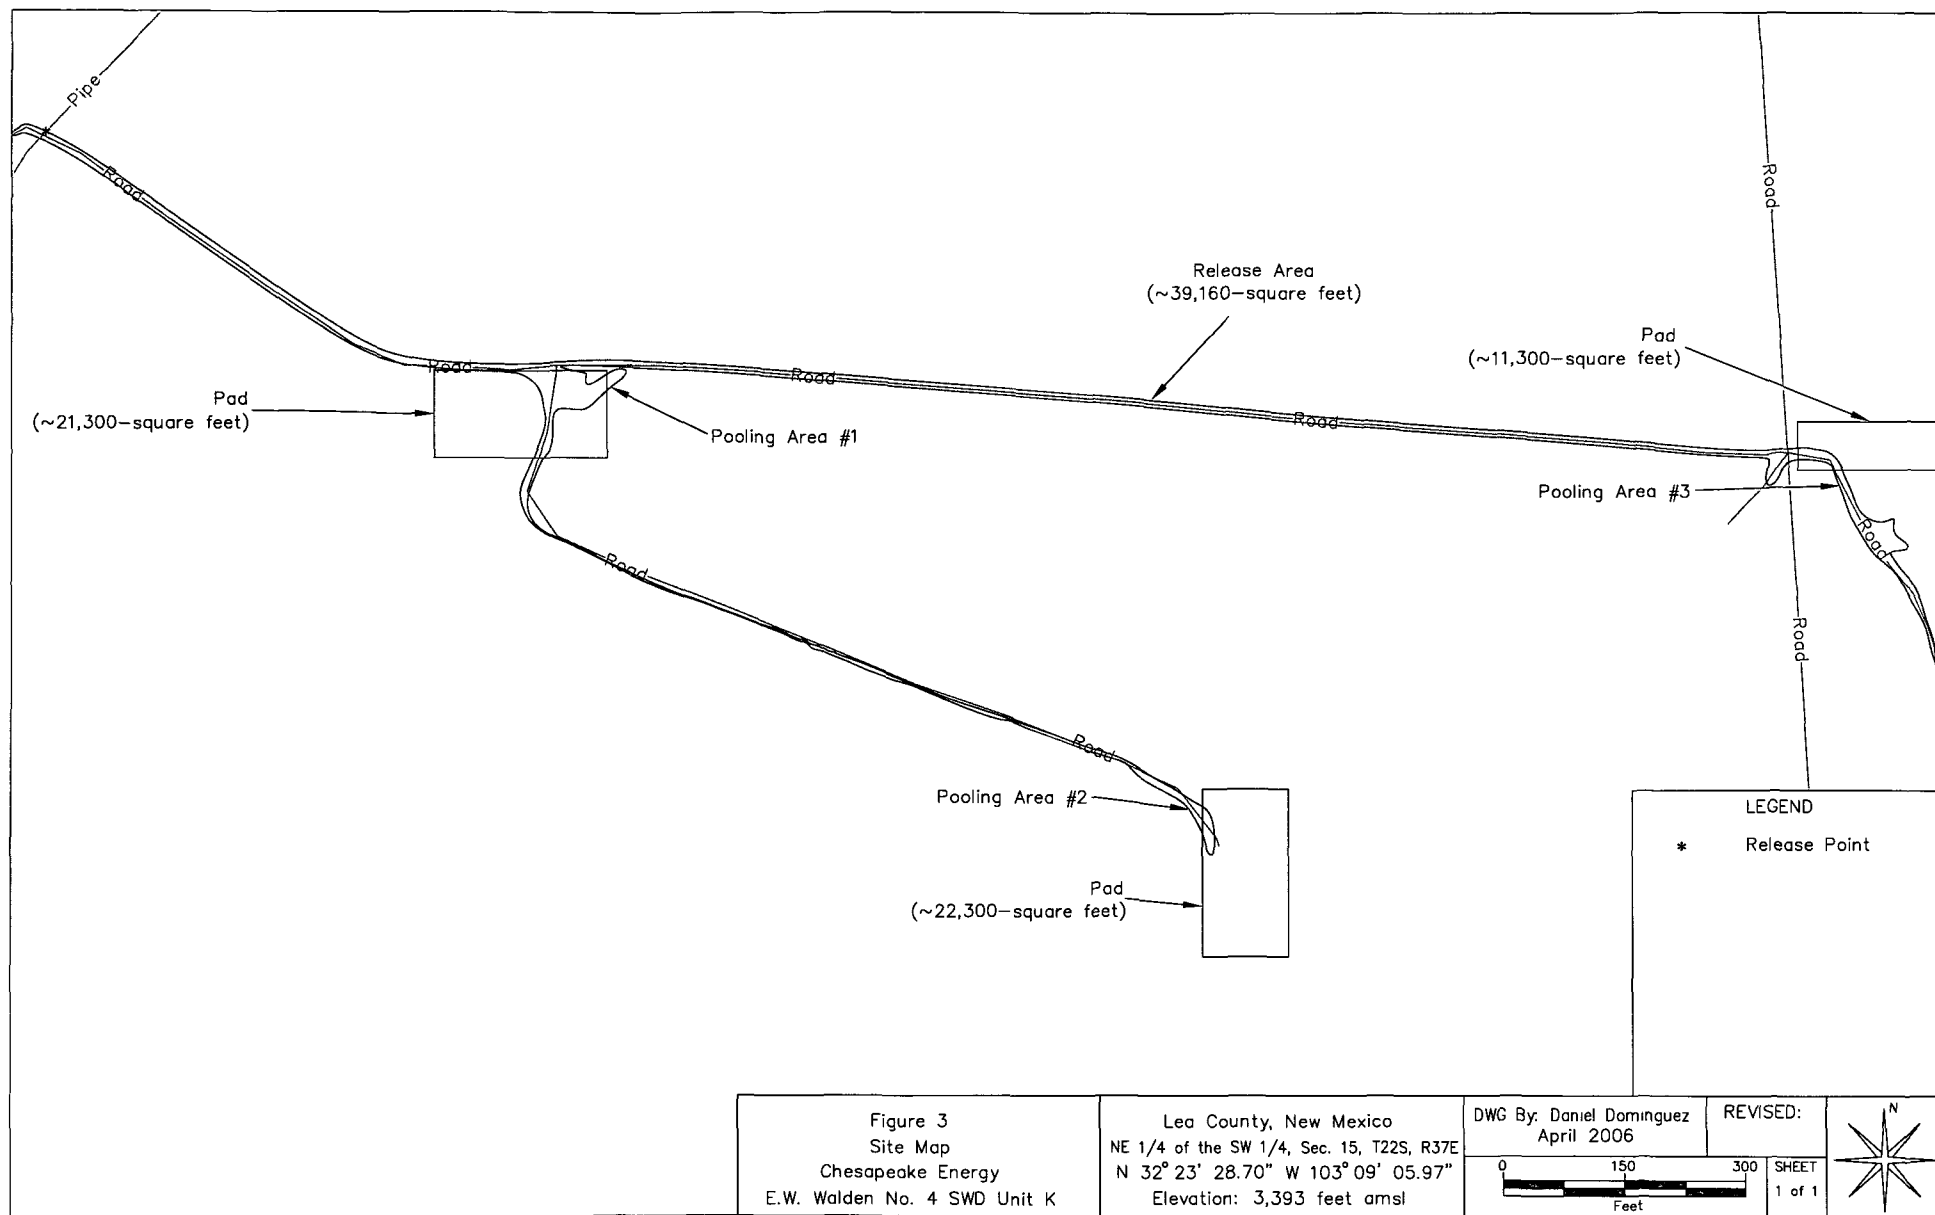 Pipe
Road
Road
Release Area
(~39,160-square feet)
Pad
(~11,300-square feet)
Road
Road
Pad
(~21,300-square feet)
Pooling Area #1
Road
Pooling Area #3
Road
Road
Road
Road
Pooling Area #2
Pad
(~22,300-square feet)
LEGEND
* Release Point
Figure 3
Site Map
Chesapeake Energy
E.W. Walden No. 4 SWD Unit K
Lea County, New Mexico
NE 1/4 of the SW 1/4, Sec. 15, T22S, R37E
N 32° 23' 28.70" W 103° 09' 05.97"
Elevation: 3,393 feet amsl
DWG By: Daniel Dominguez
April 2006
REVISED:
0 150 300
Feet
SHEET
1 of 1
N